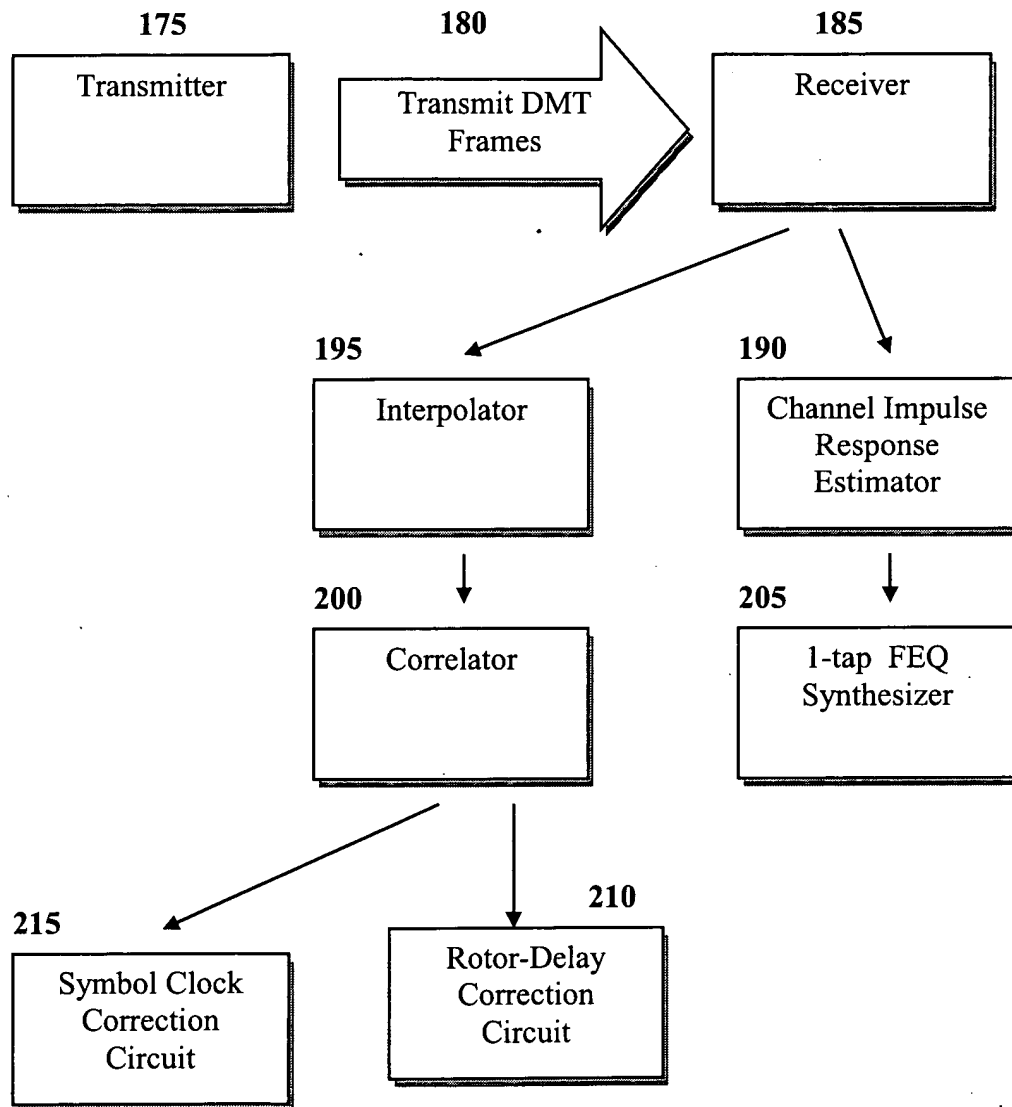 175
180
185
Transmitter
Transmit DMT
Frames
Receiver
195
190
Interpolator
Channel Impulse
Response
Estimator
200
205
Correlator
1-tap FEQ
Synthesizer
215
210
Symbol Clock
Correction
Circuit
Rotor-Delay
Correction
Circuit